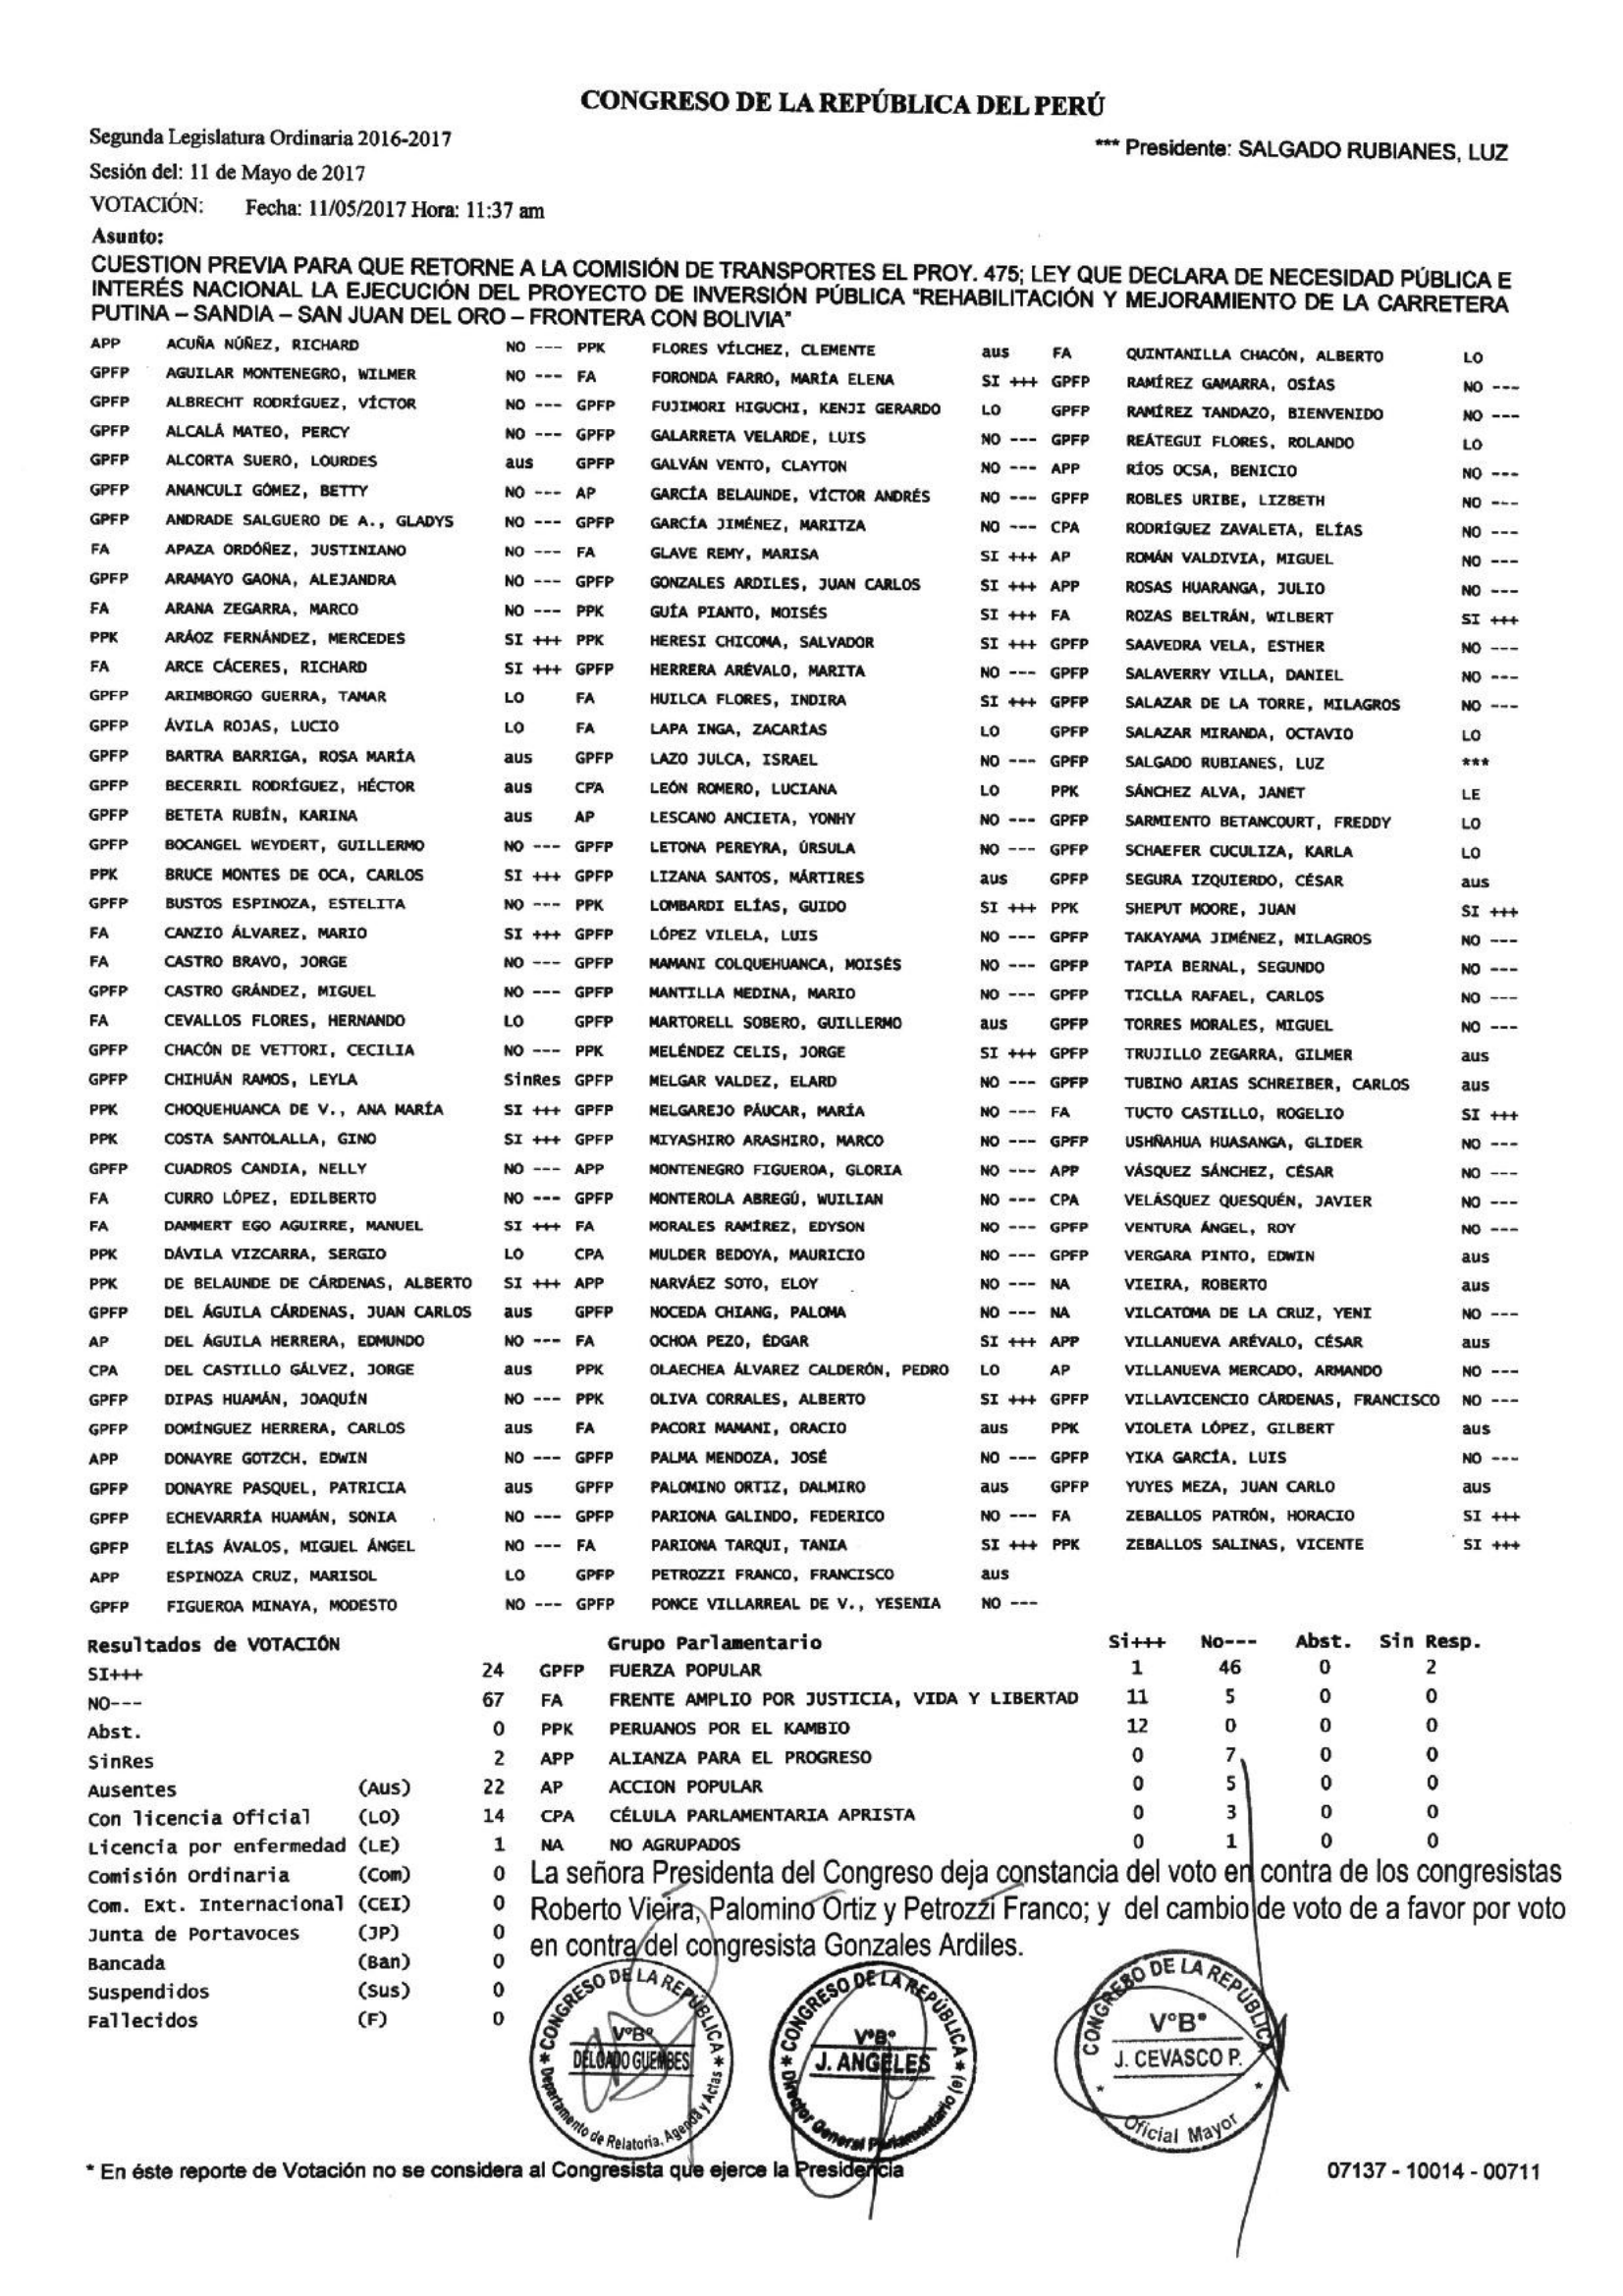 CONGRESO DE LA REPÚBLICA DEL PERÚ
Segunda Legislatura Ordinaria 2016-2017
*** Presidente: SALGADO RUBIANES, LUZ
Sesión del: 11 de Mayo de 2017
VOTACIÓN: Fecha: 11/05/2017 Hora: 11:37 am
Asunto:
CUESTION PREVIA PARA QUE RETORNE A LA COMISIÓN DE TRANSPORTES EL PROY. 475; LEY QUE DECLARA DE NECESIDAD PÚBLICA E
INTERÉS NACIONAL LA EJECUCIÓN DEL PROYECTO DE INVERSIÓN PÚBLICA "REHABILITACIÓN Y MEJORAMIENTO DE LA CARRETERA
PUTINA – SANDIA – SAN JUAN DEL ORO – FRONTERA CON BOLIVIA"
APP ACUÑA NÚÑEZ, RICHARD NO --- PPK FLORES VÍLCHEZ, CLEMENTE aus FA QUINTANILLA CHACÓN, ALBERTO LO
GPFP AGUILAR MONTENEGRO, WILMER NO --- FA FORONDA FARRO, MARÍA ELENA SI +++ GPFP RAMÍREZ GAMARRA, OSÍAS NO ---
GPFP ALBRECHT RODRÍGUEZ, VÍCTOR NO --- GPFP FUJIMORI HIGUCHI, KENJI GERARDO LO GPFP RAMÍREZ TANDAZO, BIENVENIDO NO ---
GPFP ALCALÁ MATEO, PERCY NO --- GPFP GALARRETA VELARDE, LUIS NO --- GPFP REÁTEGUI FLORES, ROLANDO LO
GPFP ALCORTA SUERO, LOURDES aus GPFP GALVÁN VENTO, CLAYTON NO --- APP RÍOS OCSA, BENICIO NO ---
GPFP ANANCULI GÓMEZ, BETTY NO --- AP GARCÍA BELAUNDE, VÍCTOR ANDRÉS NO --- GPFP ROBLES URIBE, LIZBETH NO ---
GPFP ANDRADE SALGUERO DE A., GLADYS NO --- GPFP GARCÍA JIMÉNEZ, MARITZA NO --- CPA RODRÍGUEZ ZAVALETA, ELÍAS NO ---
FA APAZA ORDÓÑEZ, JUSTINIANO NO --- FA GLAVE REMY, MARISA SI +++ AP ROMÁN VALDIVIA, MIGUEL NO ---
GPFP ARAMAYO GAONA, ALEJANDRA NO --- GPFP GONZALES ARDILES, JUAN CARLOS SI +++ APP ROSAS HUARANGA, JULIO NO ---
FA ARANA ZEGARRA, MARCO NO --- PPK GUÍA PIANTO, MOISÉS SI +++ FA ROZAS BELTRÁN, WILBERT SI +++
PPK ARÁOZ FERNÁNDEZ, MERCEDES SI +++ PPK HERESI CHICOMA, SALVADOR SI +++ GPFP SAAVEDRA VELA, ESTHER NO ---
FA ARCE CÁCERES, RICHARD SI +++ GPFP HERRERA ARÉVALO, MARITA NO --- GPFP SALAVERRY VILLA, DANIEL NO ---
GPFP ARIMBORGO GUERRA, TAMAR LO FA HUILCA FLORES, INDIRA SI +++ GPFP SALAZAR DE LA TORRE, MILAGROS NO ---
GPFP ÁVILA ROJAS, LUCIO LO FA LAPA INGA, ZACARÍAS LO GPFP SALAZAR MIRANDA, OCTAVIO LO
GPFP BARTRA BARRIGA, ROSA MARÍA aus GPFP LAZO JULCA, ISRAEL NO --- GPFP SALGADO RUBIANES, LUZ ***
GPFP BECERRIL RODRÍGUEZ, HÉCTOR aus CPA LEÓN ROMERO, LUCIANA LO PPK SÁNCHEZ ALVA, JANET LE
GPFP BETETA RUBÍN, KARINA aus AP LESCANO ANCIETA, YONHY NO --- GPFP SARMIENTO BETANCOURT, FREDDY LO
GPFP BOCANGEL WEYDERT, GUILLERMO NO --- GPFP LETONA PEREYRA, ÚRSULA NO --- GPFP SCHAEFER CUCULIZA, KARLA LO
PPK BRUCE MONTES DE OCA, CARLOS SI +++ GPFP LIZANA SANTOS, MÁRTIRES aus GPFP SEGURA IZQUIERDO, CÉSAR aus
GPFP BUSTOS ESPINOZA, ESTELITA NO --- PPK LOMBARDI ELÍAS, GUIDO SI +++ PPK SHEPUT MOORE, JUAN SI +++
FA CANZIO ÁLVAREZ, MARIO SI +++ GPFP LÓPEZ VILELA, LUIS NO --- GPFP TAKAYAMA JIMÉNEZ, MILAGROS NO ---
FA CASTRO BRAVO, JORGE NO --- GPFP MAMANI COLQUEHUANCA, MOISÉS NO --- GPFP TAPIA BERNAL, SEGUNDO NO ---
GPFP CASTRO GRÁNDEZ, MIGUEL NO --- GPFP MANTILLA MEDINA, MARIO NO --- GPFP TICLLA RAFAEL, CARLOS NO ---
FA CEVALLOS FLORES, HERNANDO LO GPFP MARTORELL SOBERO, GUILLERMO aus GPFP TORRES MORALES, MIGUEL NO ---
GPFP CHACÓN DE VETTORI, CECILIA NO --- PPK MELÉNDEZ CELIS, JORGE SI +++ GPFP TRUJILLO ZEGARRA, GILMER aus
GPFP CHIHUÁN RAMOS, LEYLA SinRes GPFP MELGAR VALDEZ, ELARD NO --- GPFP TUBINO ARIAS SCHREIBER, CARLOS aus
PPK CHOQUEHUANCA DE V., ANA MARÍA SI +++ GPFP MELGAREJO PÁUCAR, MARÍA NO --- FA TUCTO CASTILLO, ROGELIO SI +++
PPK COSTA SANTOLALLA, GINO SI +++ GPFP MIYASHIRO ARASHIRO, MARCO NO --- GPFP USHÑAHUA HUASANGA, GLIDER NO ---
GPFP CUADROS CANDIA, NELLY NO --- APP MONTENEGRO FIGUEROA, GLORIA NO --- APP VÁSQUEZ SÁNCHEZ, CÉSAR NO ---
FA CURRO LÓPEZ, EDILBERTO NO --- GPFP MONTEROLA ABREGÚ, WUILIAN NO --- CPA VELÁSQUEZ QUESQUÉN, JAVIER NO ---
FA DAMMERT EGO AGUIRRE, MANUEL SI +++ FA MORALES RAMÍREZ, EDYSON NO --- GPFP VENTURA ÁNGEL, ROY NO ---
PPK DÁVILA VIZCARRA, SERGIO LO CPA MULDER BEDOYA, MAURICIO NO --- GPFP VERGARA PINTO, EDWIN aus
PPK DE BELAUNDE DE CÁRDENAS, ALBERTO SI +++ APP NARVÁEZ SOTO, ELOY NO --- NA VIEIRA, ROBERTO aus
GPFP DEL ÁGUILA CÁRDENAS, JUAN CARLOS aus GPFP NOCEDA CHIANG, PALOMA NO --- NA VILCATOMA DE LA CRUZ, YENI NO ---
AP DEL ÁGUILA HERRERA, EDMUNDO NO --- FA OCHOA PEZO, ÉDGAR SI +++ APP VILLANUEVA ARÉVALO, CÉSAR aus
CPA DEL CASTILLO GÁLVEZ, JORGE aus PPK OLAECHEA ÁLVAREZ CALDERÓN, PEDRO LO AP VILLANUEVA MERCADO, ARMANDO NO ---
GPFP DIPAS HUAMÁN, JOAQUÍN NO --- PPK OLIVA CORRALES, ALBERTO SI +++ GPFP VILLAVICENCIO CÁRDENAS, FRANCISCO NO ---
GPFP DOMÍNGUEZ HERRERA, CARLOS aus FA PACORI MAMANI, ORACIO aus PPK VIOLETA LÓPEZ, GILBERT aus
APP DONAYRE GOTZCH, EDWIN NO --- GPFP PALMA MENDOZA, JOSÉ NO --- GPFP YIKA GARCÍA, LUIS NO ---
GPFP DONAYRE PASQUEL, PATRICIA aus GPFP PALOMINO ORTIZ, DALMIRO aus GPFP YUYES MEZA, JUAN CARLO aus
GPFP ECHEVARRÍA HUAMÁN, SONIA NO --- GPFP PARIONA GALINDO, FEDERICO NO --- FA ZEBALLOS PATRÓN, HORACIO SI +++
GPFP ELÍAS ÁVALOS, MIGUEL ÁNGEL NO --- FA PARIONA TARQUI, TANIA SI +++ PPK ZEBALLOS SALINAS, VICENTE SI +++
APP ESPINOZA CRUZ, MARISOL LO GPFP PETROZZI FRANCO, FRANCISCO aus
GPFP FIGUEROA MINAYA, MODESTO NO --- GPFP PONCE VILLARREAL DE V., YESENIA NO ---
Resultados de VOTACIÓN Grupo Parlamentario Si+++ No--- Abst. Sin Resp.
SI+++ 24 GPFP FUERZA POPULAR 1 46 0 2
NO--- 67 FA FRENTE AMPLIO POR JUSTICIA, VIDA Y LIBERTAD 11 5 0 0
Abst. 0 PPK PERUANOS POR EL KAMBIO 12 0 0 0
SinRes 2 APP ALIANZA PARA EL PROGRESO 0 7 0 0
Ausentes (Aus) 22 AP ACCION POPULAR 0 5 0 0
Con licencia Oficial (LO) 14 CPA CÉLULA PARLAMENTARIA APRISTA 0 3 0 0
Licencia por enfermedad (LE) 1 NA NO AGRUPADOS 0 1 0 0
Comisión Ordinaria (Com) 0
Com. Ext. Internacional (CEI) 0
Junta de Portavoces (JP) 0
Bancada (Ban) 0
Suspendidos (Sus) 0
Fallecidos (F) 0
La señora Presidenta del Congreso deja constancia del voto en contra de los congresistas
Roberto Vieira, Palomino Ortiz y Petrozzi Franco; y del cambio de voto de a favor por voto
en contra del congresista Gonzales Ardiles.
* CONGRESO DE LA REPÚBLICA *
V°B°
DELGADO GUEMBES
Departamento de Relatoría, Agenda y Actas
* CONGRESO DE LA REPÚBLICA *
V°B°
J. ANGELES
Director General Parlamentario (e)
CONGRESO DE LA REPÚBLICA
V°B°
J. CEVASCO P.
* Oficial Mayor *
* En éste reporte de Votación no se considera al Congresista que ejerce la Presidencia
07137 - 10014 - 00711